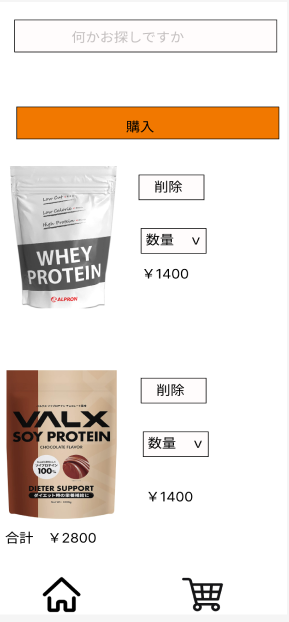 何かお探しですか
購入
Low Fat
Low Calorie
High Protein
WHEY
PROTEIN
ALPRON
削除
数量 v
￥1400
VALX
SOY PROTEIN
CHOCOLATE FLAVOR
100%
DIETER SUPPORT
ダイエット時の栄養補給に
削除
数量 v
￥1400
合計 ￥2800